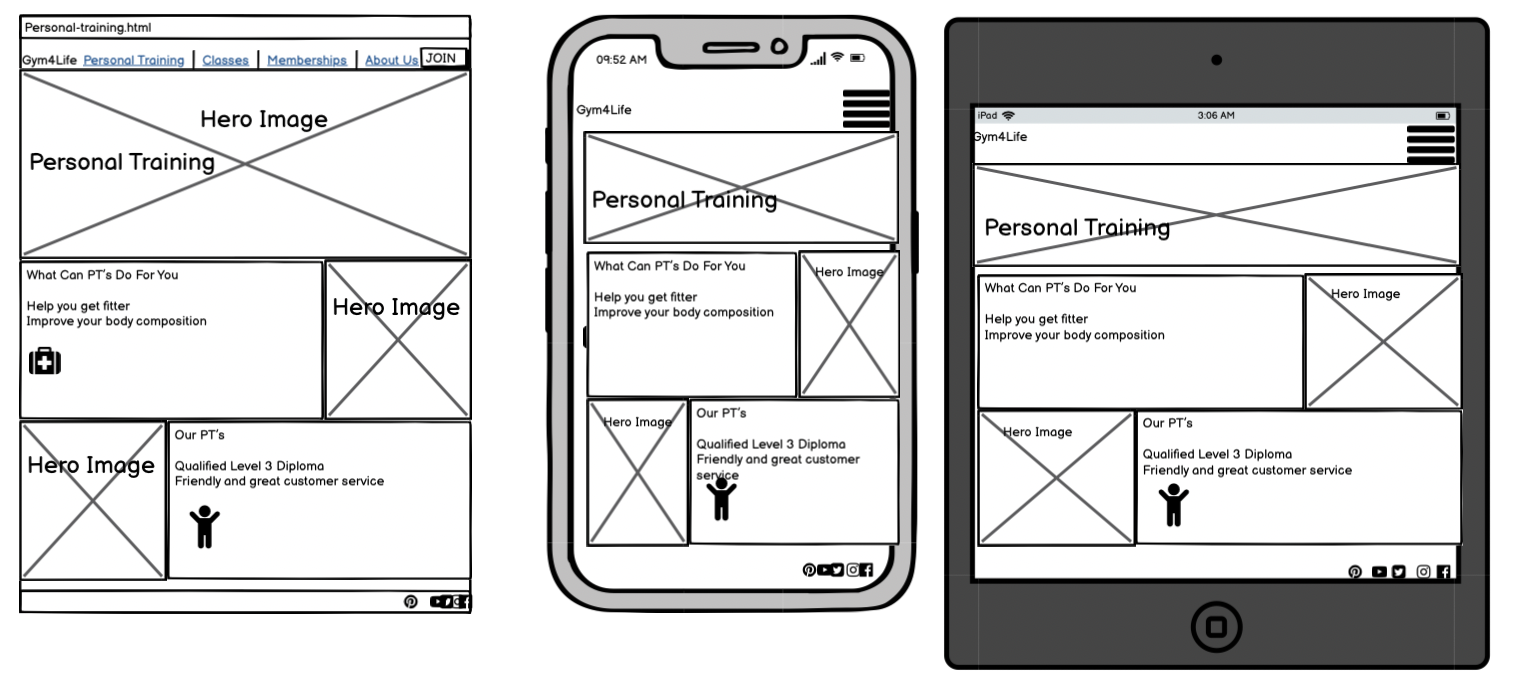 Personal-training.html
Gym4Life Personal Training Classes Memberships About Us JOIN
Hero Image
Personal Training
What Can PT's Do For You
Help you get fitter
Improve your body composition
Hero Image
Hero Image
Our PT's
Qualified Level 3 Diploma
Friendly and great customer service
09:52 AM
Gym4Life
Personal Training
What Can PT's Do For You
Help you get fitter
Improve your body composition
Hero Image
Hero Image
Our PT's
Qualified Level 3 Diploma
Friendly and great customer
service
iPad 3:06 AM
Gym4Life
Personal Training
What Can PT's Do For You
Help you get fitter
Improve your body composition
Hero Image
Hero Image
Our PT's
Qualified Level 3 Diploma
Friendly and great customer service